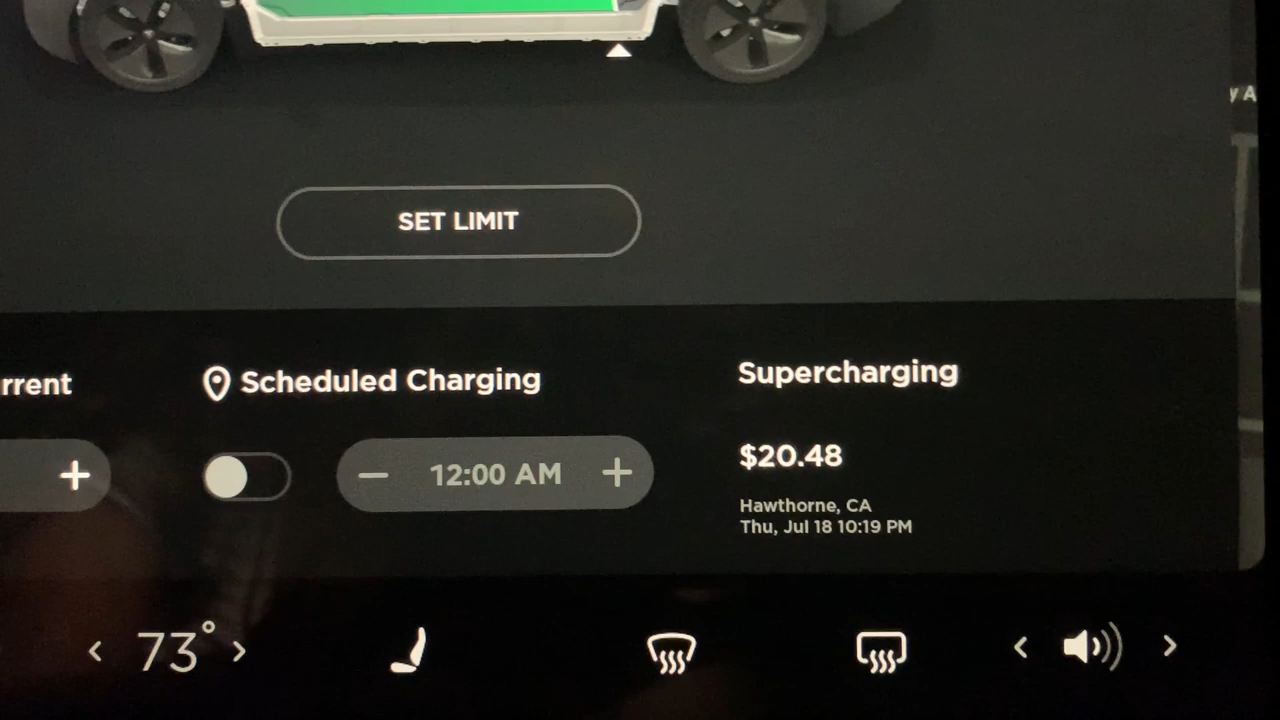 y A
SET LIMIT
rrent
Scheduled Charging
Supercharging
+
− 12:00 AM +
$20.48
Hawthorne, CA
Thu, Jul 18 10:19 PM
< 73° >
< >